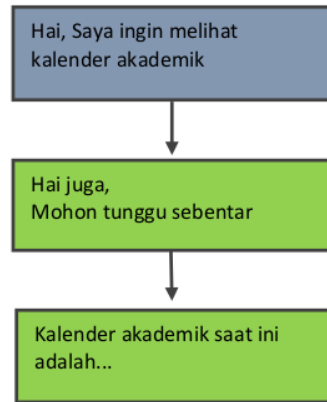 Hai, Saya ingin melihat
kalender akademik
Hai juga,
Mohon tunggu sebentar
Kalender akademik saat ini
adalah...